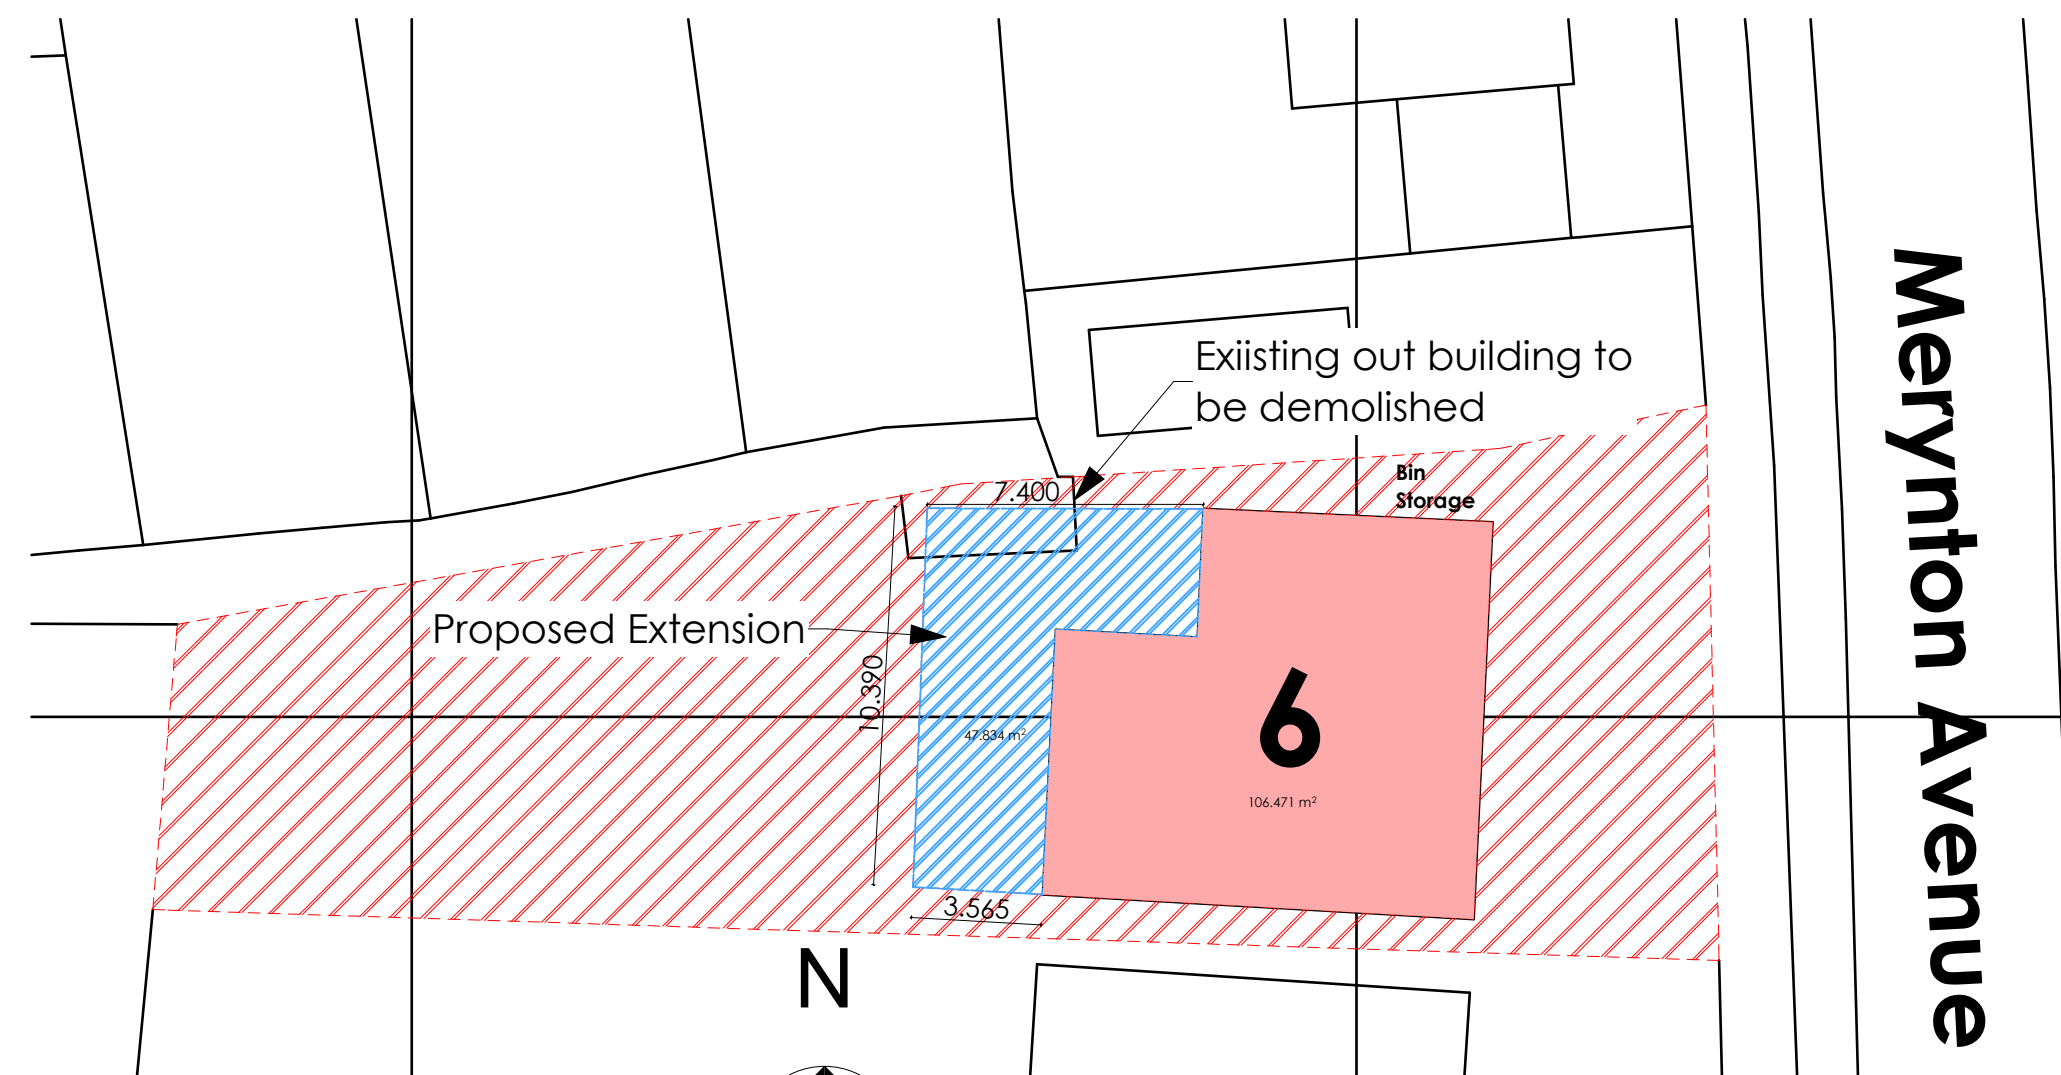 Exiisting out building to
be demolished
Bin
Storage
7.400
Proposed Extension
10.390
47.834 m²
6
106.471 m²
3.565
N
Merynton Avenue